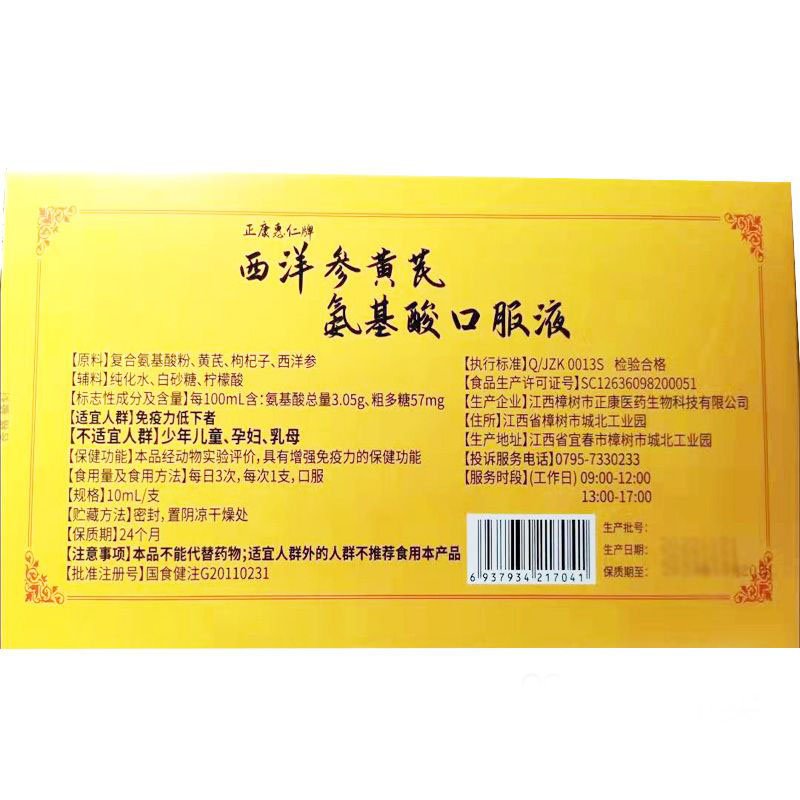 正康惠仁牌
西洋参黄芪
氨基酸口服液
【原料】复合氨基酸粉、黄芪、枸杞子、西洋参
【辅料】纯化水、白砂糖、柠檬酸
【标志性成分及含量】每100mL含：氨基酸总量3.05g、粗多糖57mg
【适宜人群】免疫力低下者
【不适宜人群】少年儿童、孕妇、乳母
【保健功能】本品经动物实验评价，具有增强免疫力的保健功能
【食用量及食用方法】每日3次，每次1支，口服
【规格】10mL/支
【贮藏方法】密封，置阴凉干燥处
【保质期】24个月
【注意事项】本品不能代替药物；适宜人群外的人群不推荐食用本产品
【批准注册号】国食健注G20110231
【执行标准】Q/JZK 0013S 检验合格
【食品生产许可证号】SC12636098200051
【生产企业】江西樟树市正康医药生物科技有限公司
【住所】江西省樟树市城北工业园
【生产地址】江西省宜春市樟树市城北工业园
【投诉服务电话】0795-7330233
【服务时段】(工作日) 09:00-12:00
13:00-17:00
6 937934 217041
生产批号：
生产日期：
保质期至：